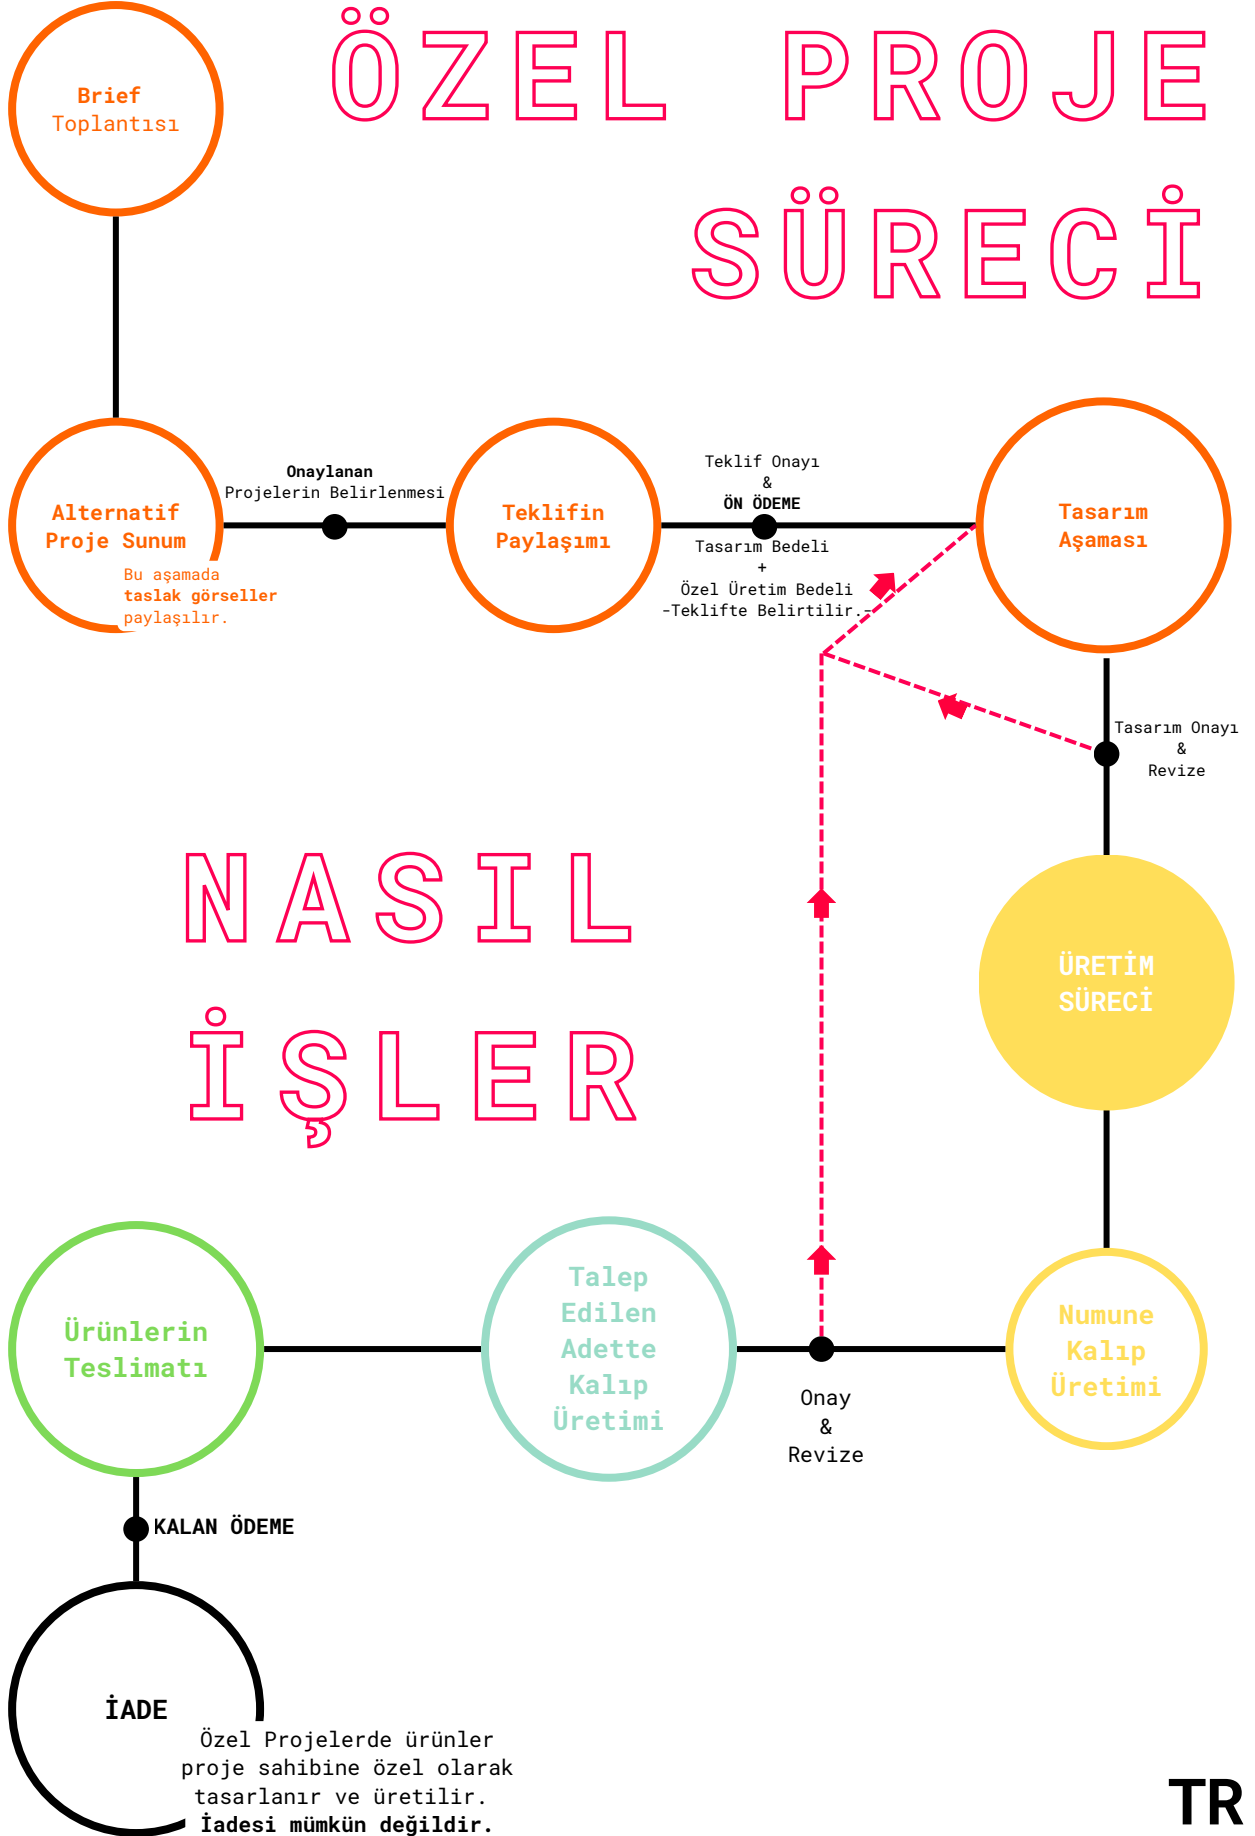 ÖZEL PROJE
SÜRECİ
Brief
Toplantısı
Alternatif
Proje Sunum
Bu aşamada
taslak görseller
paylaşılır.
Onaylanan
Projelerin Belirlenmesi
Teklifin
Paylaşımı
Teklif Onayı
&
ÖN ÖDEME
Tasarım Bedeli
+
Özel Üretim Bedeli
-Teklifte Belirtilir.-
Tasarım
Aşaması
Tasarım Onayı
&
Revize
NASIL
İŞLER
ÜRETİM
SÜRECİ
Numune
Kalıp
Üretimi
Onay
&
Revize
Talep
Edilen
Adette
Kalıp
Üretimi
Ürünlerin
Teslimatı
KALAN ÖDEME
İADE
Özel Projelerde ürünler
proje sahibine özel olarak
tasarlanır ve üretilir.
İadesi mümkün değildir.
TR